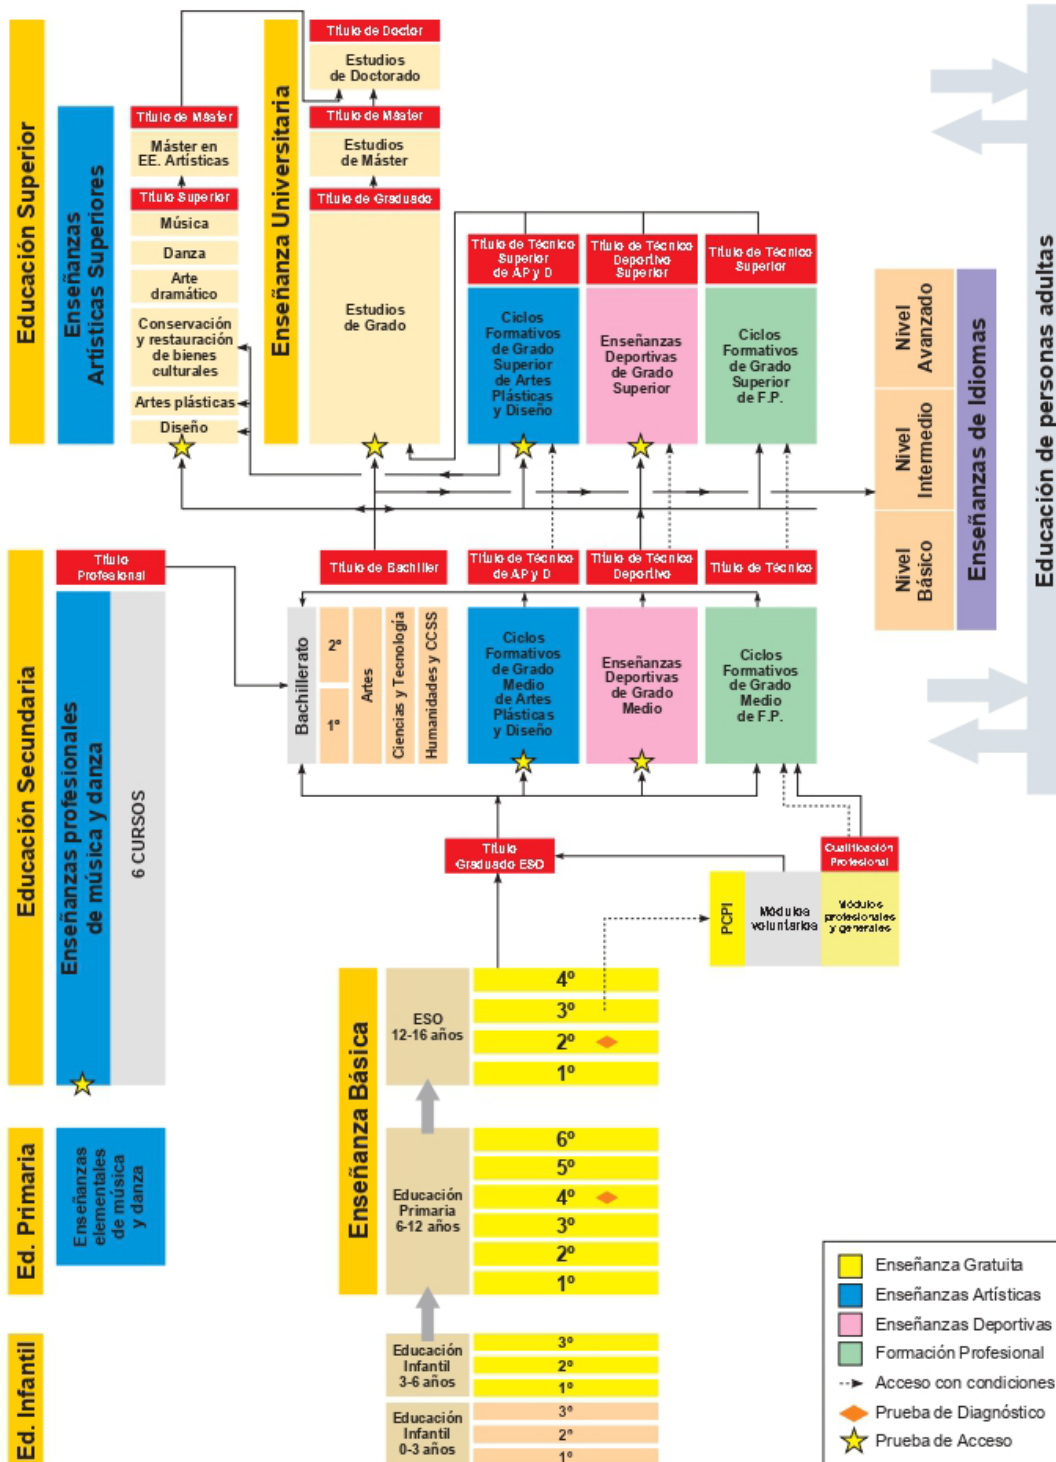 Educación Superior
Enseñanzas
Artísticas Superiores
Título de Máster
Máster en
EE. Artísticas
Título Superior
Música
Danza
Arte
dramático
Conservación
y restauración
de bienes
culturales
Artes plásticas
Diseño
Enseñanza Universitaria
Título de Doctor
Estudios
de Doctorado
Título de Máster
Estudios
de Máster
Título de Graduado
Estudios
de Grado
Título de Técnico
Superior
de AP y D
Ciclos
Formativos
de Grado
Superior
de Artes
Plásticas
y Diseño
Título de Técnico
Deportivo
Superior
Enseñanzas
Deportivas
de Grado
Superior
Título de Técnico
Superior
Ciclos
Formativos
de Grado
Superior
de F.P.
Nivel
Avanzado
Nivel
Intermedio
Nivel
Básico
Enseñanzas de Idiomas
Educación de personas adultas
Educación Secundaria
Título
Profesional
Enseñanzas profesionales
de música y danza
6 CURSOS
Título de Bachiller
Bachillerato
2º
1º
Artes
Ciencias y Tecnología
Humanidades y CCSS
Título de Técnico
de AP y D
Ciclos
Formativos
de Grado
Medio
de Artes
Plásticas
y Diseño
Título de Técnico
Deportivo
Enseñanzas
Deportivas
de Grado
Medio
Título de Técnico
Ciclos
Formativos
de Grado
Medio
de F.P.
Título
Graduado ESO
PCPI
Módulos
voluntarios
Cualificación
Profesional
Módulos
profesionales
y generales
Enseñanza Básica
ESO
12-16 años
4º
3º
2º
1º
Ed. Primaria
Enseñanzas
elementales
de música
y danza
Educación
Primaria
6-12 años
6º
5º
4º
3º
2º
1º
Ed. Infantil
Educación
Infantil
3-6 años
3º
2º
1º
Educación
Infantil
0-3 años
3º
2º
1º
Enseñanza Gratuita
Enseñanzas Artísticas
Enseñanzas Deportivas
Formación Profesional
Acceso con condiciones
Prueba de Diagnóstico
Prueba de Acceso